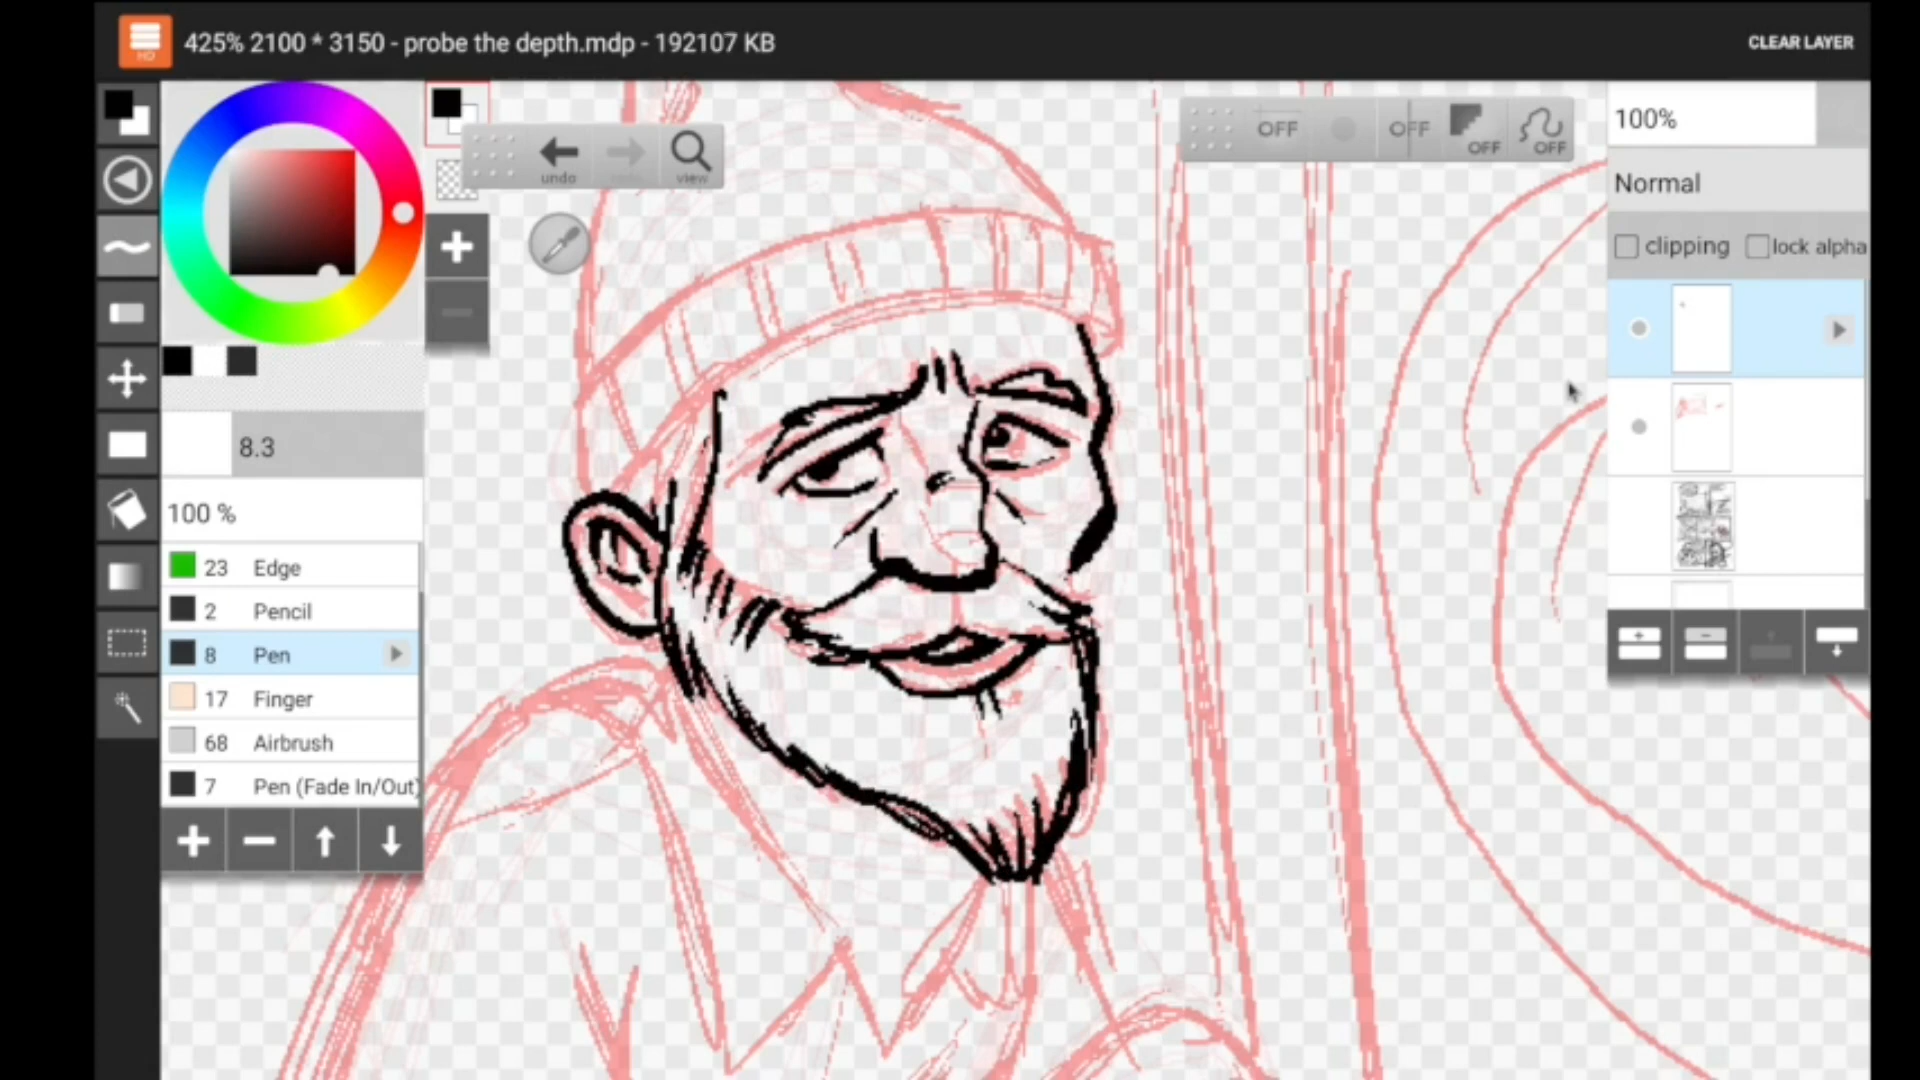 HD
425% 2100 * 3150 - probe the depth.mdp - 192107 KB
CLEAR LAYER
undo
view
OFF
OFF
OFF
OFF
100%
Normal
clipping
lock alpha
8.3
100 %
23 Edge
2 Pencil
8 Pen
17 Finger
68 Airbrush
7 Pen (Fade In/Out)